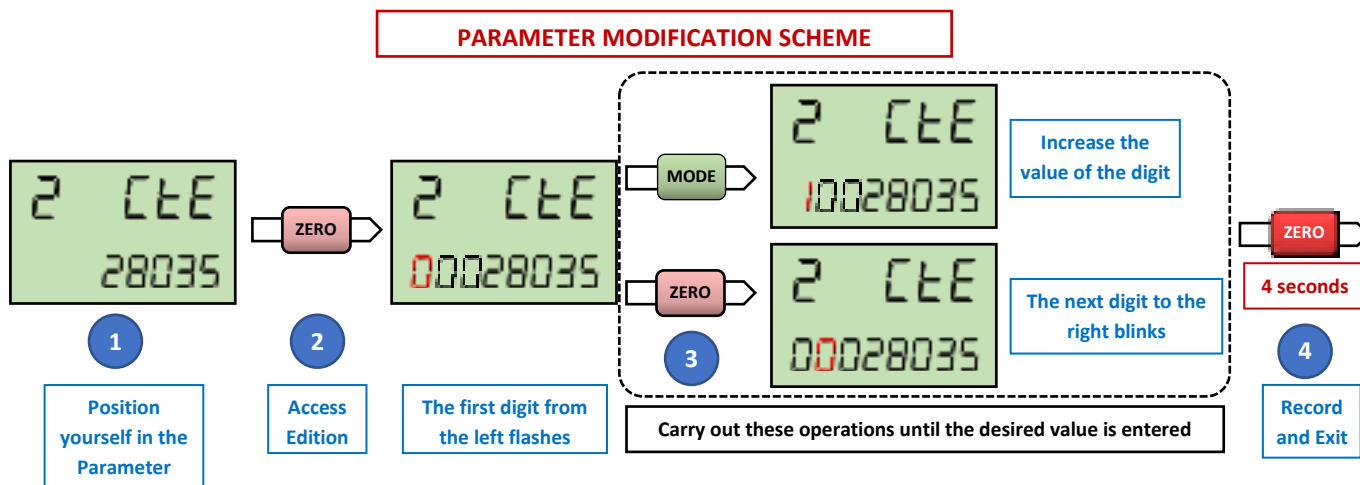 PARAMETER MODIFICATION SCHEME
2 CtE
28035
1
Position
yourself in the
Parameter
ZERO
2
Access
Edition
2 CtE
00028035
The first digit from
the left flashes
MODE
2 CtE
10028035
Increase the
value of the digit
ZERO
3
2 CtE
00028035
The next digit to the
right blinks
Carry out these operations until the desired value is entered
ZERO
4 seconds
4
Record
and Exit